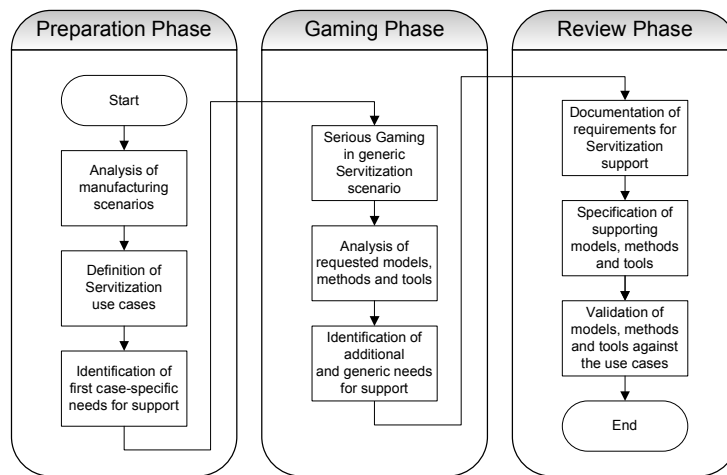 Preparation Phase
Start
Analysis of
manufacturing
scenarios
Definition of
Servitization
use cases
Identification of
first case-specific
needs for support
Gaming Phase
Serious Gaming
in generic
Servitization
scenario
Analysis of
requested models,
methods and tools
Identification of
additional
and generic needs
for support
Review Phase
Documentation of
requirements for
Servitization
support
Specification of
supporting
models, methods
and tools
Validation of
models, methods
and tools against
the use cases
End